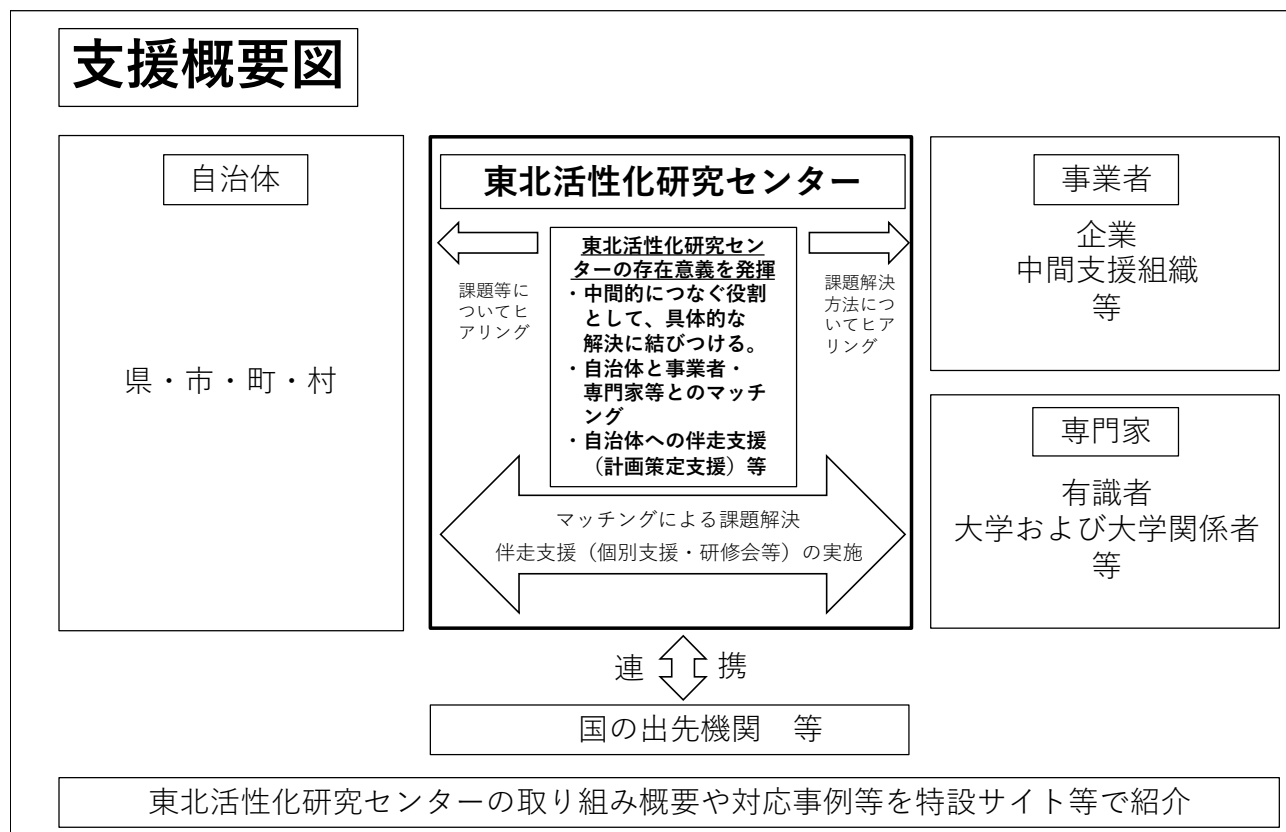 支援概要図
自治体
県・市・町・村
東北活性化研究センター
課題等に
ついてヒ
アリング
東北活性化研究セン
ターの存在意義を発揮
・中間的につなぐ役割
として、具体的な
解決に結びつける。
・自治体と事業者・
専門家等とのマッチ
ング
・自治体への伴走支援
(計画策定支援)等
課題解決
方法につ
いてヒア
リング
マッチングによる課題解決
伴走支援(個別支援・研修会等)の実施
事業者
企業
中間支援組織
等
専門家
有識者
大学および大学関係者
等
連 携
国の出先機関 等
東北活性化研究センターの取り組み概要や対応事例等を特設サイト等で紹介